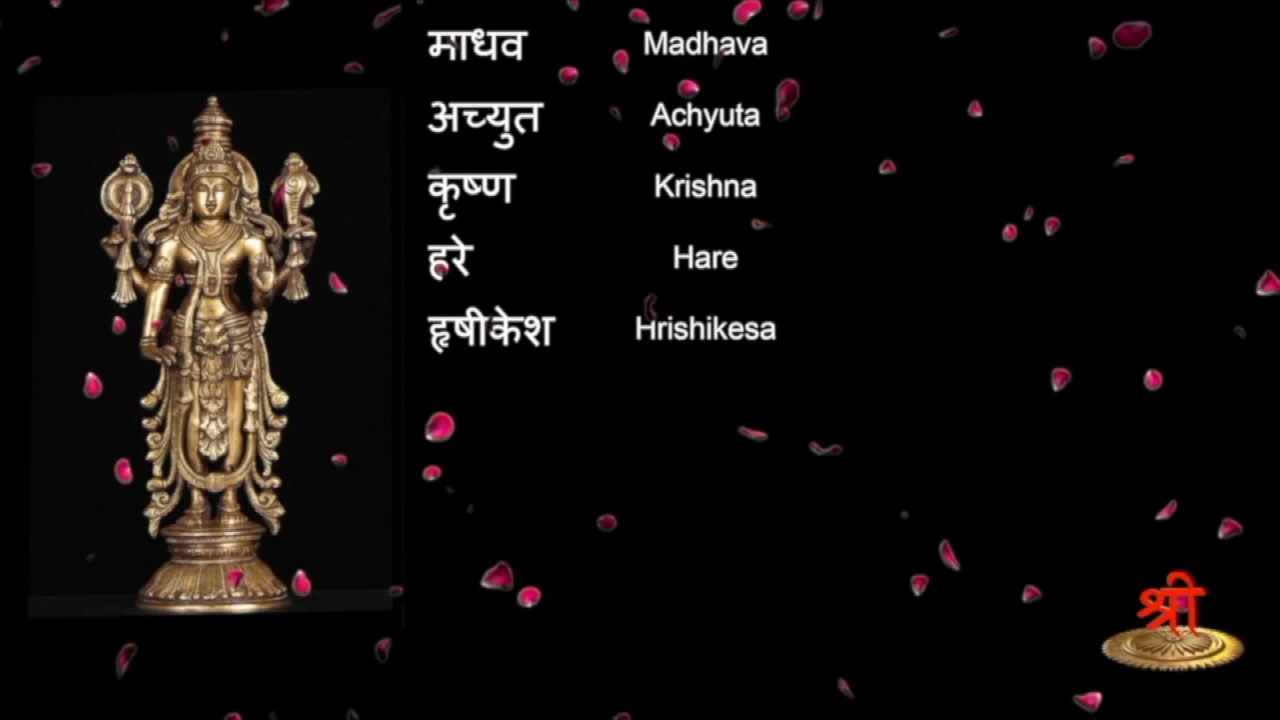 माधव Madhava
अच्युत Achyuta
कृष्ण Krishna
हरे Hare
हृषीकेश Hrishikesa
श्री